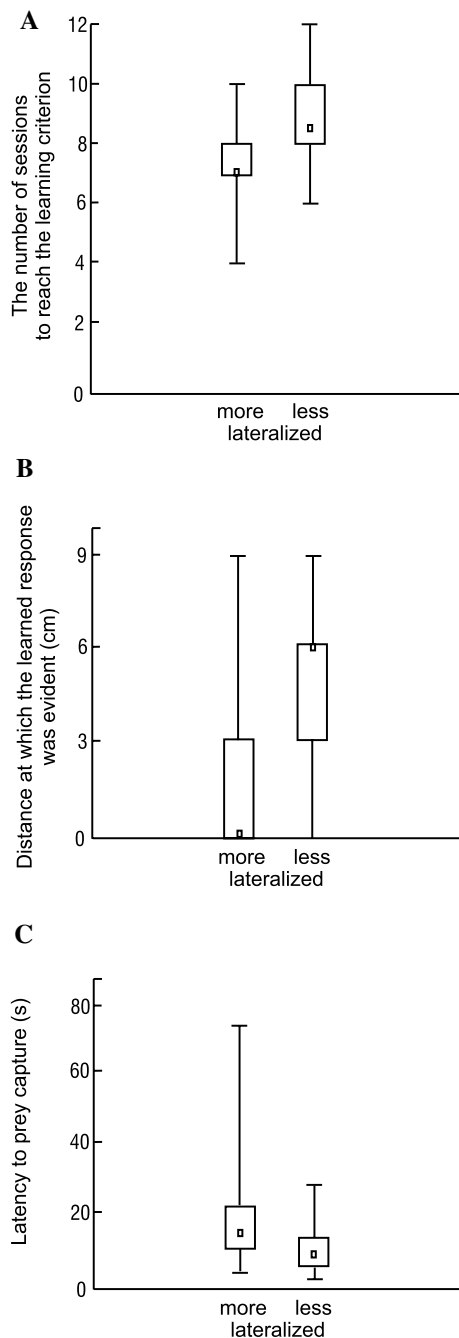 A
The number of sessions
to reach the learning criterion
12
10
8
6
4
2
0
more less
lateralized
B
Distance at which the learned response
was evident (cm)
9
6
3
0
more less
lateralized
C
Latency to prey capture (s)
80
60
40
20
0
more less
lateralized